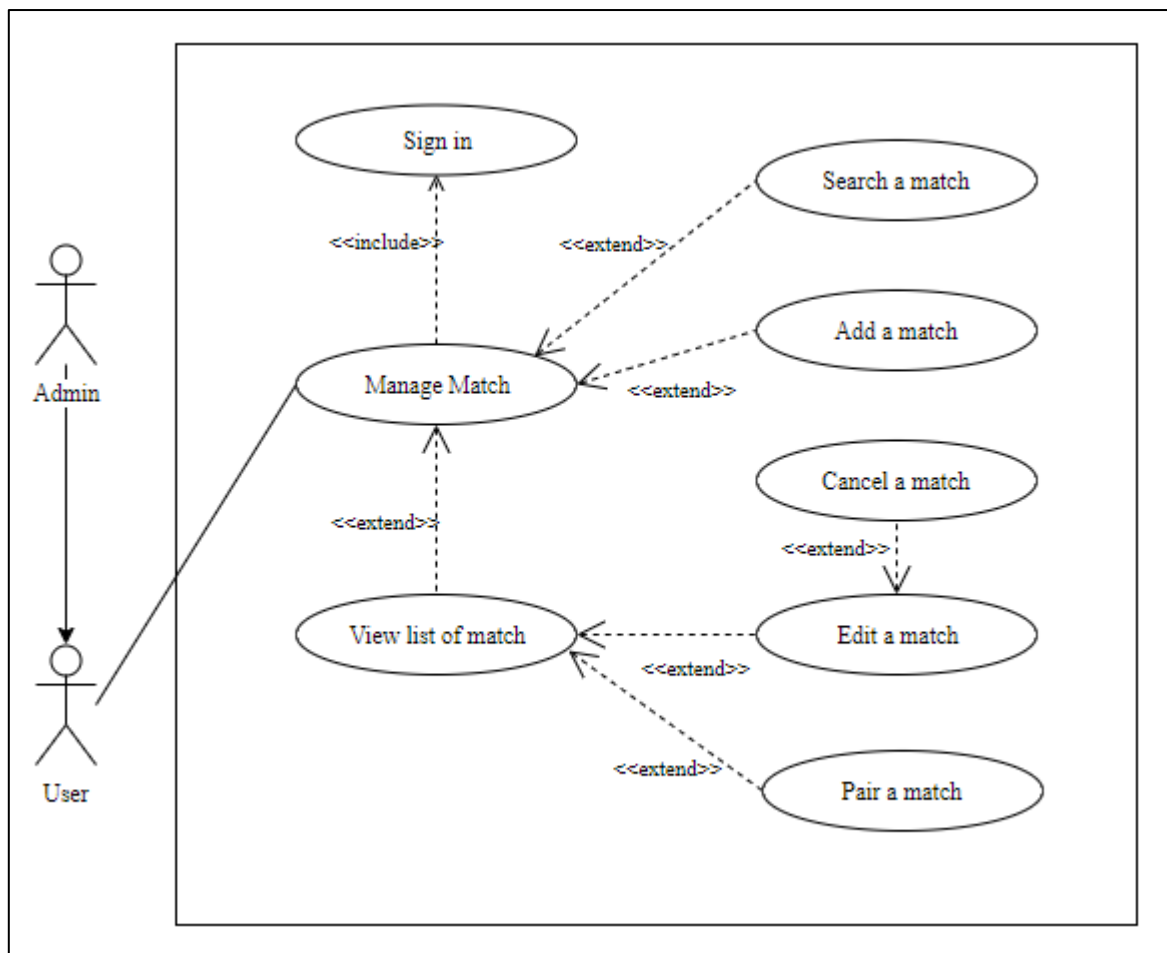 Sign in
Search a match
<<include>>
<<extend>>
Add a match
Admin
Manage Match
<<extend>>
Cancel a match
<<extend>>
<<extend>>
View list of match
Edit a match
<<extend>>
<<extend>>
User
Pair a match